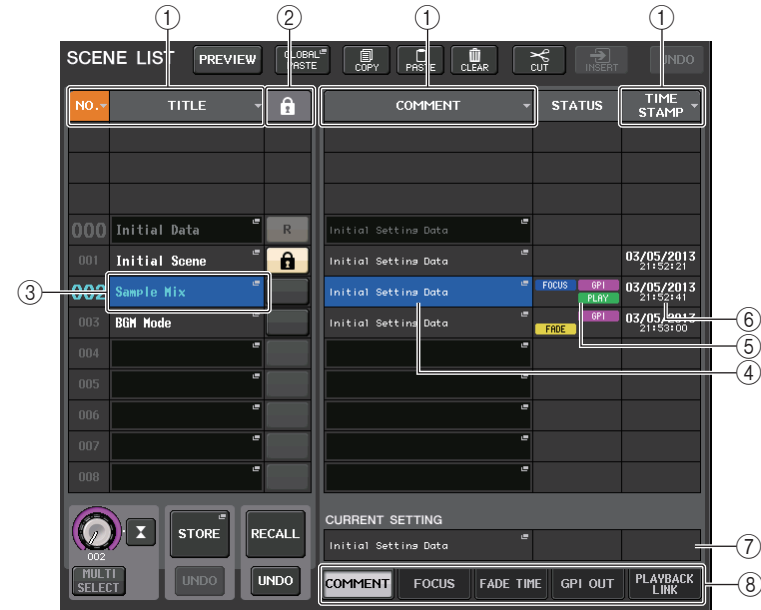 ① ② ① ①
SCENE LIST PREVIEW GLOBAL PASTE COPY PASTE CLEAR CUT INSERT UNDO
NO. TITLE COMMENT STATUS TIME STAMP
000 Initial Data R Initial Setting Data
001 Initial Scene Initial Setting Data 03/05/2013 21:52:21
③ 002 Sample Mix Initial Setting Data FOCUS GPI PLAY 03/05/2013 21:52:41
003 BGM Mode Initial Setting Data FADE GPI 03/05/2013 21:53:00
⑥
⑤
④
004
005
006
007
008
CURRENT SETTING
STORE RECALL
Initial Setting Data ⑦
002
MULTI SELECT UNDO UNDO
COMMENT FOCUS FADE TIME GPI OUT PLAYBACK LINK ⑧